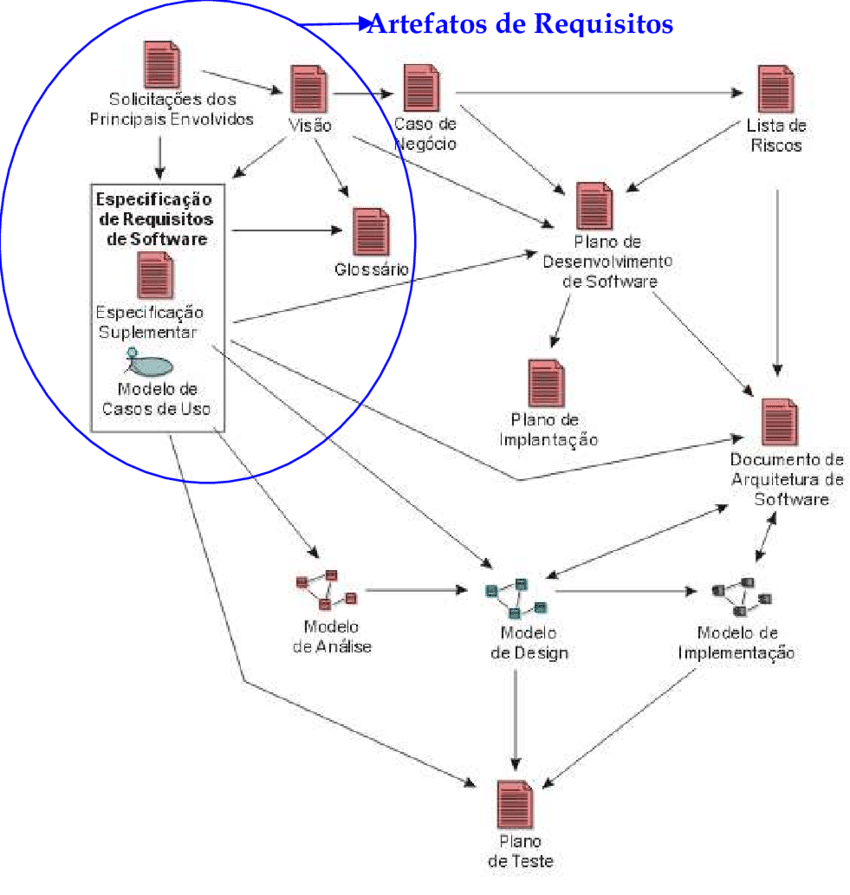 Artefatos de Requisitos
Solicitações dos
Principais Envolvidos
Visão
Caso de
Negócio
Lista de
Riscos
Especificação
de Requisitos
de Software
Especificação
Suplementar
Modelo de
Casos de Uso
Glossário
Plano de
Desenvolvimento
de Software
Plano de
Implantação
Documento de
Arquitetura de
Software
Modelo
de Análise
Modelo
de Design
Modelo de
Implementação
Plano
de Teste